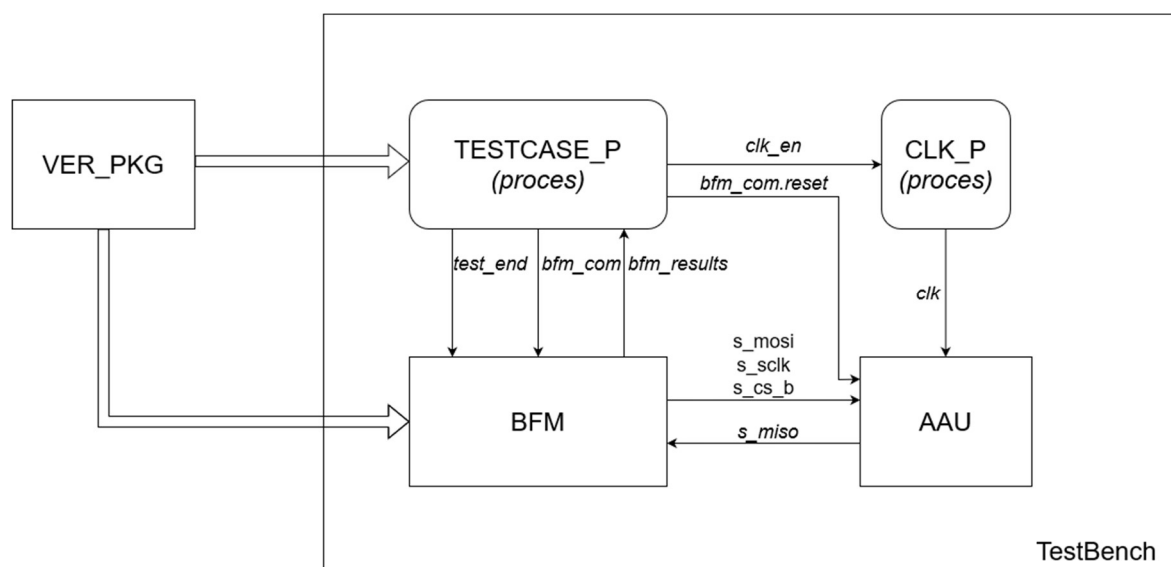 VER_PKG
TESTCASE_P
(proces)
clk_en
bfm_com.reset
CLK_P
(proces)
test_end
bfm_com
bfm_results
clk
s_mosi
s_sclk
s_cs_b
s_miso
BFM
AAU
TestBench